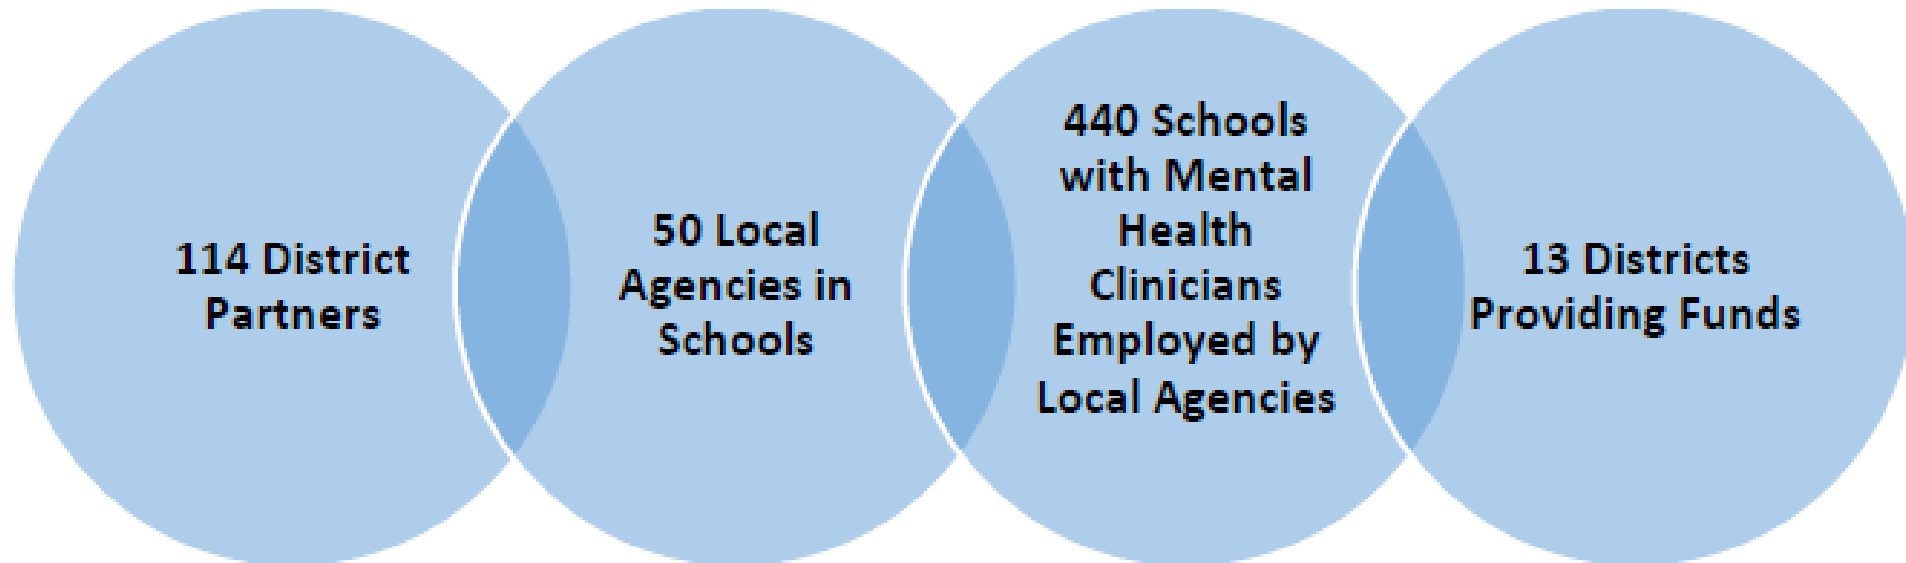 114 District
Partners
50 Local
Agencies in
Schools
440 Schools
with Mental
Health
Clinicians
Employed by
Local Agencies
13 Districts
Providing Funds